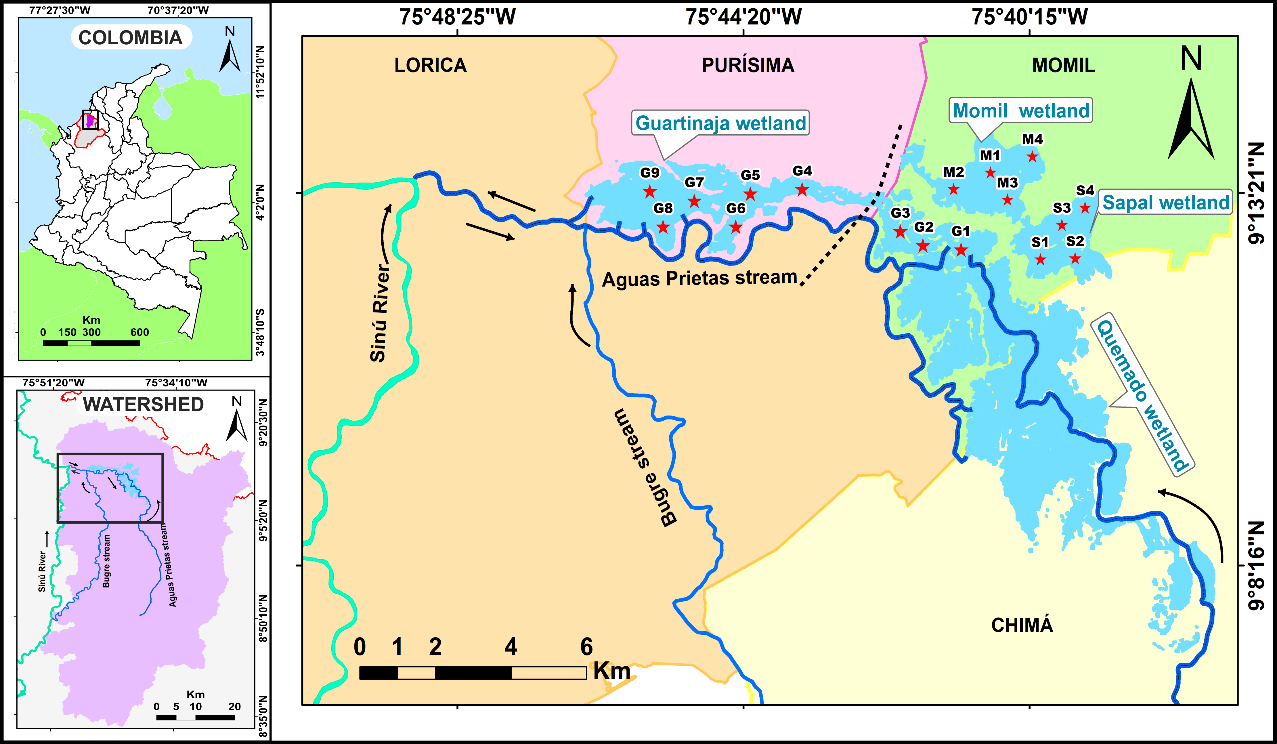 77°27'30"W
70°37'20"W
COLOMBIA
N
11°52'10"N
4°2'0"N
3°48'10"S
Km
0 150 300 600
75°51'20"W
75°34'10"W
WATERSHED
N
9°20'0"N
9°5'20"N
8°50'10"N
8°35'0"N
Sinú River
Bugre stream
Aguas Prietas stream
Km
0 5 10 20
75°48'25"W
75°44'20"W
75°40'15"W
LORICA
PURÍSIMA
MOMIL
N
Guartinaja wetland
Momil wetland
M4
M1
M2
M3
G9
G7
G5
G4
S4
Sapal wetland
S3
G8
G6
G3
G2
G1
S1
S2
9°13'21"N
Aguas Prietas stream
Sinú River
Quemado wetland
Bugre stream
9°8'16"N
CHIMÁ
0 1 2 4 6
Km